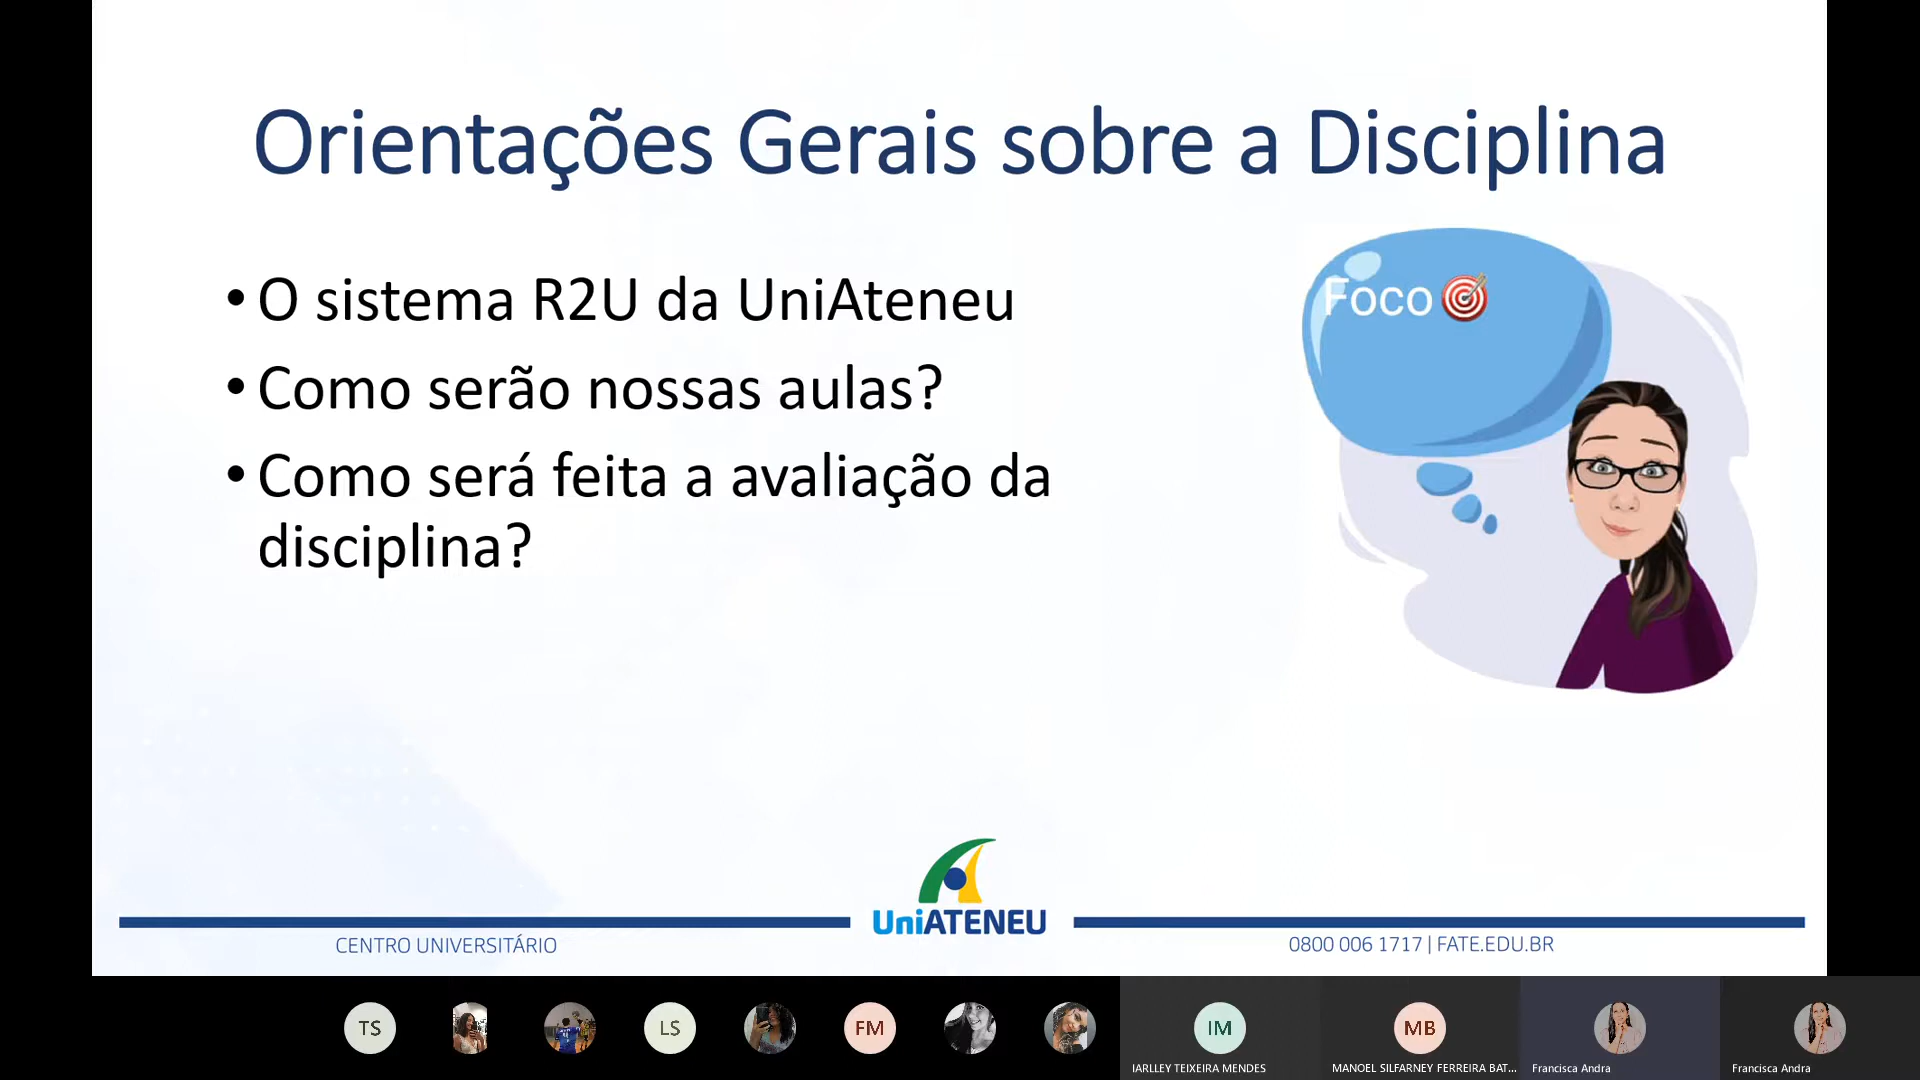 Orientações Gerais sobre a Disciplina
• O sistema R2U da UniAteneu
• Como serão nossas aulas?
• Como será feita a avaliação da
disciplina?
Foco
UniATENEU
CENTRO UNIVERSITÁRIO
0800 006 1717 | FATE.EDU.BR
TS
LS
FM
IM
MB
IARLLEY TEIXEIRA MENDES
MANOEL SILFARNEY FERREIRA BAT...
Francisca Andra
Francisca Andra